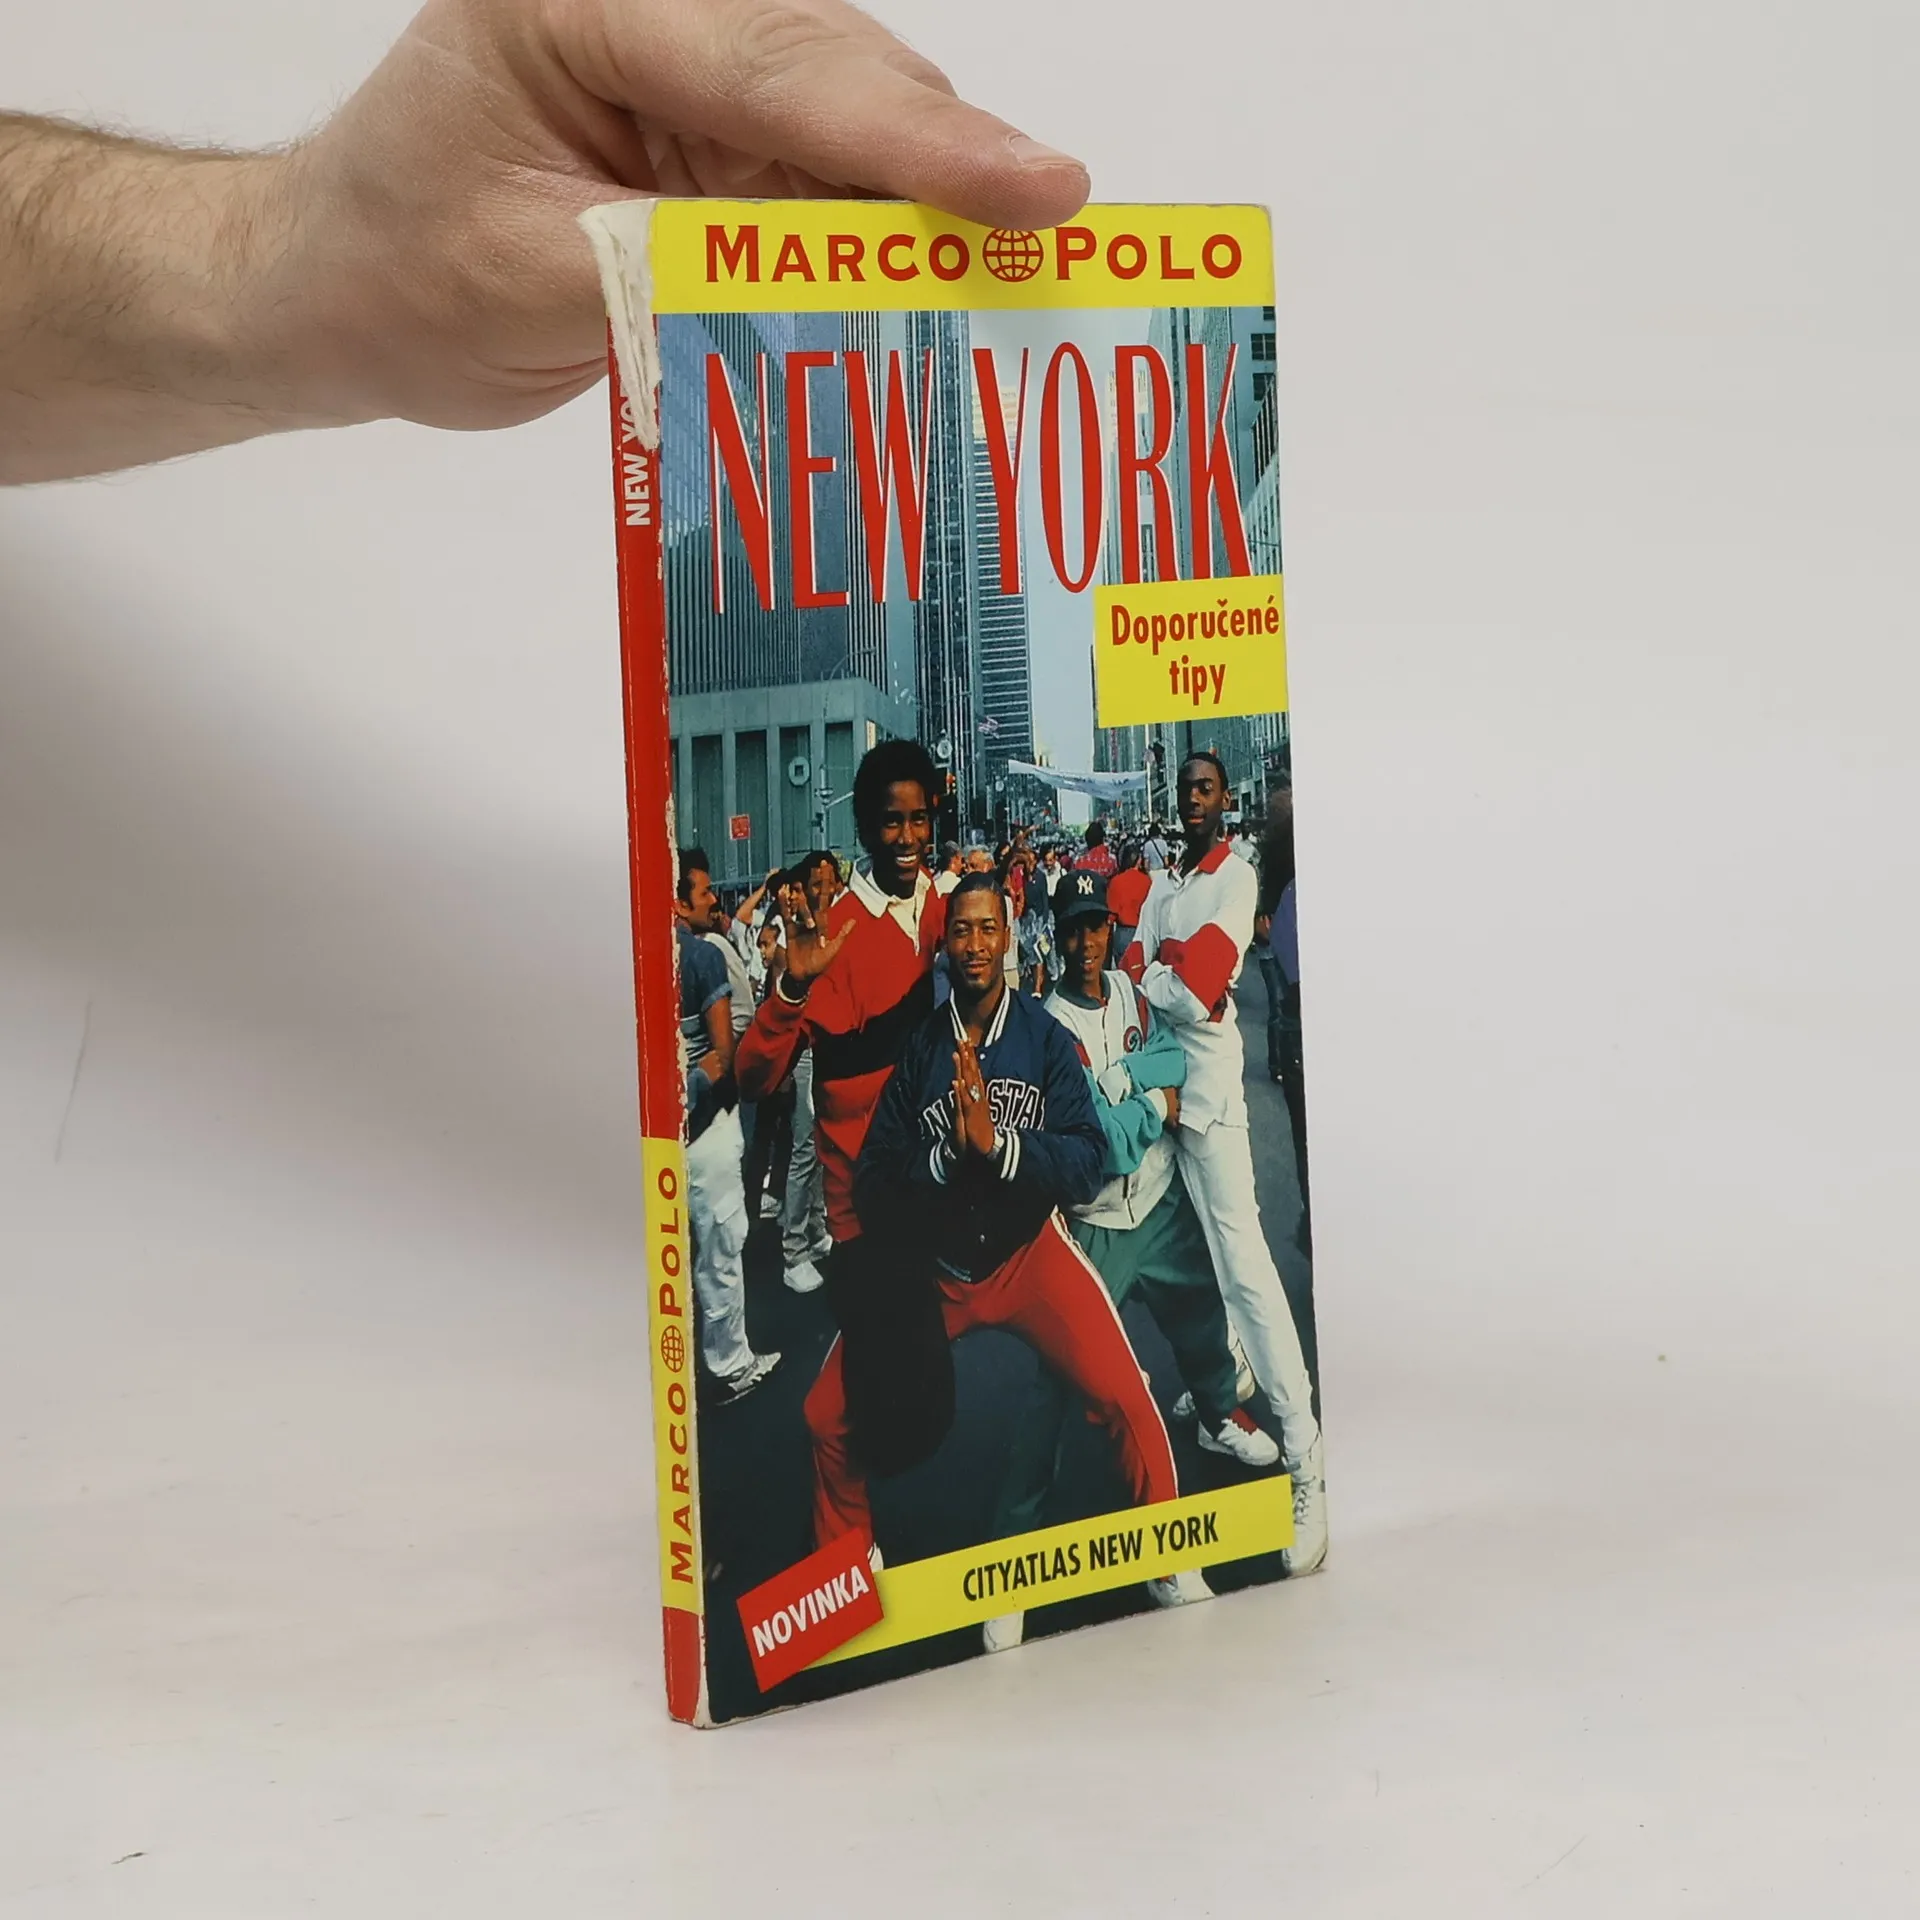 MARCO POLO
NEW YORK
Doporučené
tipy
CITYATLAS NEW YORK
NOVINKA
NEW YO
MARCO POLO
NY